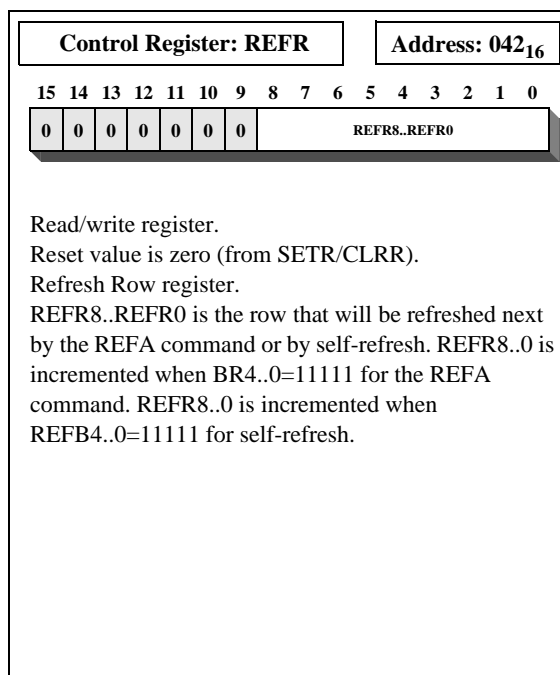 Control Register: REFR Address: 042₁₆
15 14 13 12 11 10 9 8 7 6 5 4 3 2 1 0
0 0 0 0 0 0 0 REFR8..REFR0
Read/write register.
Reset value is zero (from SETR/CLRR).
Refresh Row register.
REFR8..REFR0 is the row that will be refreshed next
by the REFA command or by self-refresh. REFR8..0 is
incremented when BR4..0=11111 for the REFA
command. REFR8..0 is incremented when
REFB4..0=11111 for self-refresh.